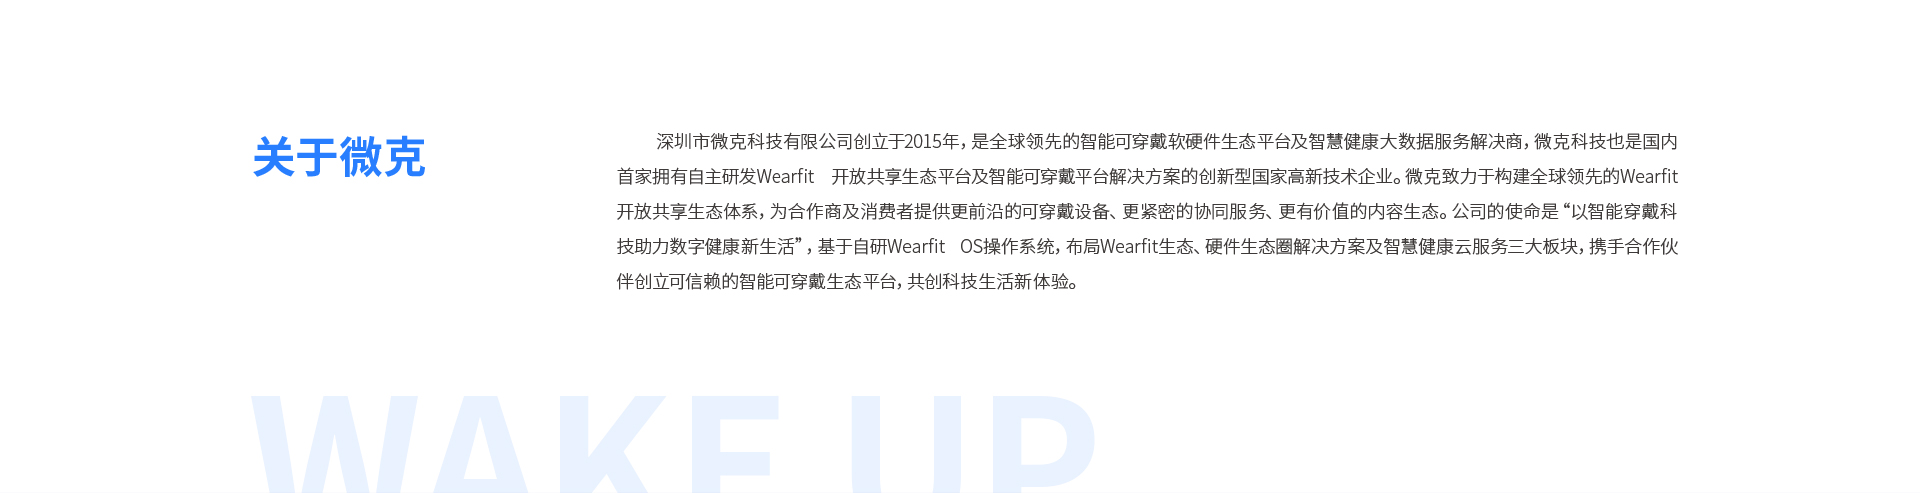 关于微克
深圳市微克科技有限公司创立于2015年，是全球领先的智能可穿戴软硬件生态平台及智慧健康大数据服务解决商，微克科技也是国内
首家拥有自主研发Wearfit 开放共享生态平台及智能可穿戴平台解决方案的创新型国家高新技术企业。微克致力于构建全球领先的Wearfit
开放共享生态体系，为合作商及消费者提供更前沿的可穿戴设备、更紧密的协同服务、更有价值的内容生态。公司的使命是“以智能穿戴科
技助力数字健康新生活”，基于自研Wearfit OS操作系统，布局Wearfit生态、硬件生态圈解决方案及智慧健康云服务三大板块，携手合作伙
伴创立可信赖的智能可穿戴生态平台，共创科技生活新体验。
WAKE UP